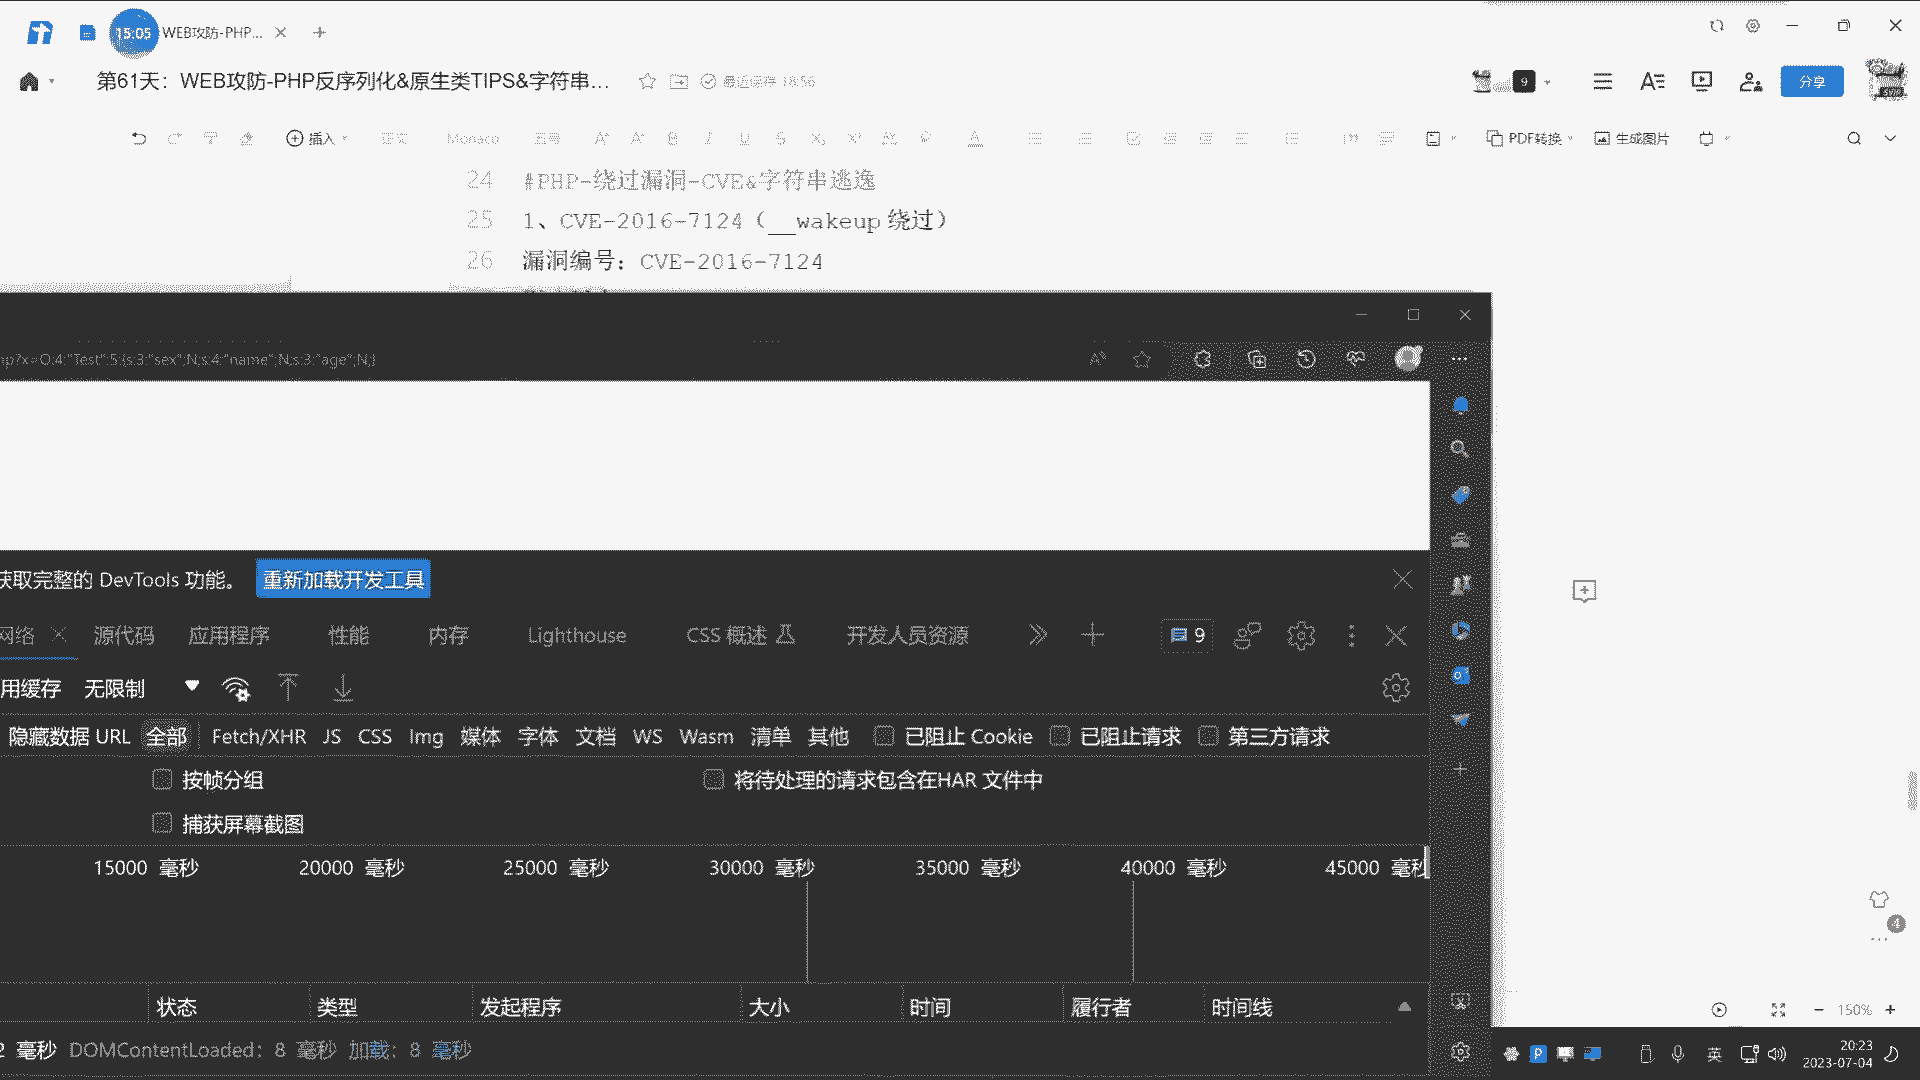 15:05 WEB攻防-PHP...
第61天：WEB攻防-PHP反序列化&原生类TIPS&字符串...
最近保存 18:56
9
分享
插入
正文
Monaco
五号
PDF转换
生成图片
24 #PHP-绕过漏洞-CVE&字符串逃逸
25 1、CVE-2016-7124（__wakeup 绕过）
26 漏洞编号：CVE-2016-7124
hp?x=O:4:"Test":5:{s:3:"sex";N;s:4:"name";N;s:3:"age";N;}
获取完整的 DevTools 功能。 重新加载开发工具
网络 源代码 应用程序 性能 内存 Lighthouse CSS 概述 开发人员资源 9
用缓存 无限制
隐藏数据 URL 全部 Fetch/XHR JS CSS Img 媒体 字体 文档 WS Wasm 清单 其他 已阻止 Cookie 已阻止请求 第三方请求
按帧分组 将待处理的请求包含在HAR 文件中
捕获屏幕截图
15000 毫秒 20000 毫秒 25000 毫秒 30000 毫秒 35000 毫秒 40000 毫秒 45000 毫秒
状态 类型 发起程序 大小 时间 履行者 时间线
2 毫秒 DOMContentLoaded：8 毫秒 加载：8 毫秒
4
150%
英
20:23
2023-07-04